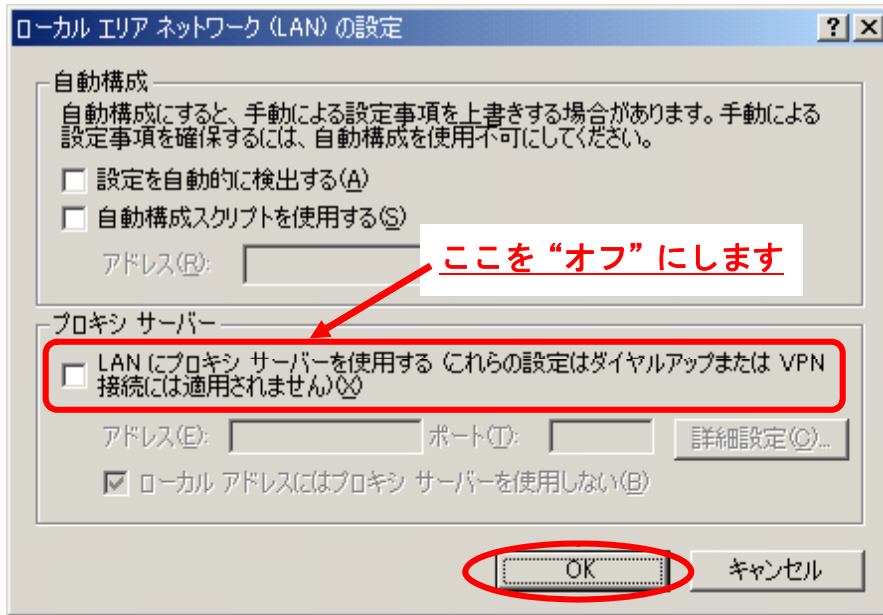 ローカル エリア ネットワーク (LAN) の設定
自動構成
自動構成にすると、手動による設定事項を上書きする場合があります。手動による
設定事項を確保するには、自動構成を使用不可にしてください。
設定を自動的に検出する(A)
自動構成スクリプトを使用する(S)
アドレス(R):
ここを“オフ”にします
プロキシ サーバー
LAN にプロキシ サーバーを使用する (これらの設定はダイヤルアップまたは VPN
接続には適用されません)(X)
アドレス(E):
ポート(T):
詳細設定(C)...
ローカル アドレスにはプロキシ サーバーを使用しない(B)
OK
キャンセル